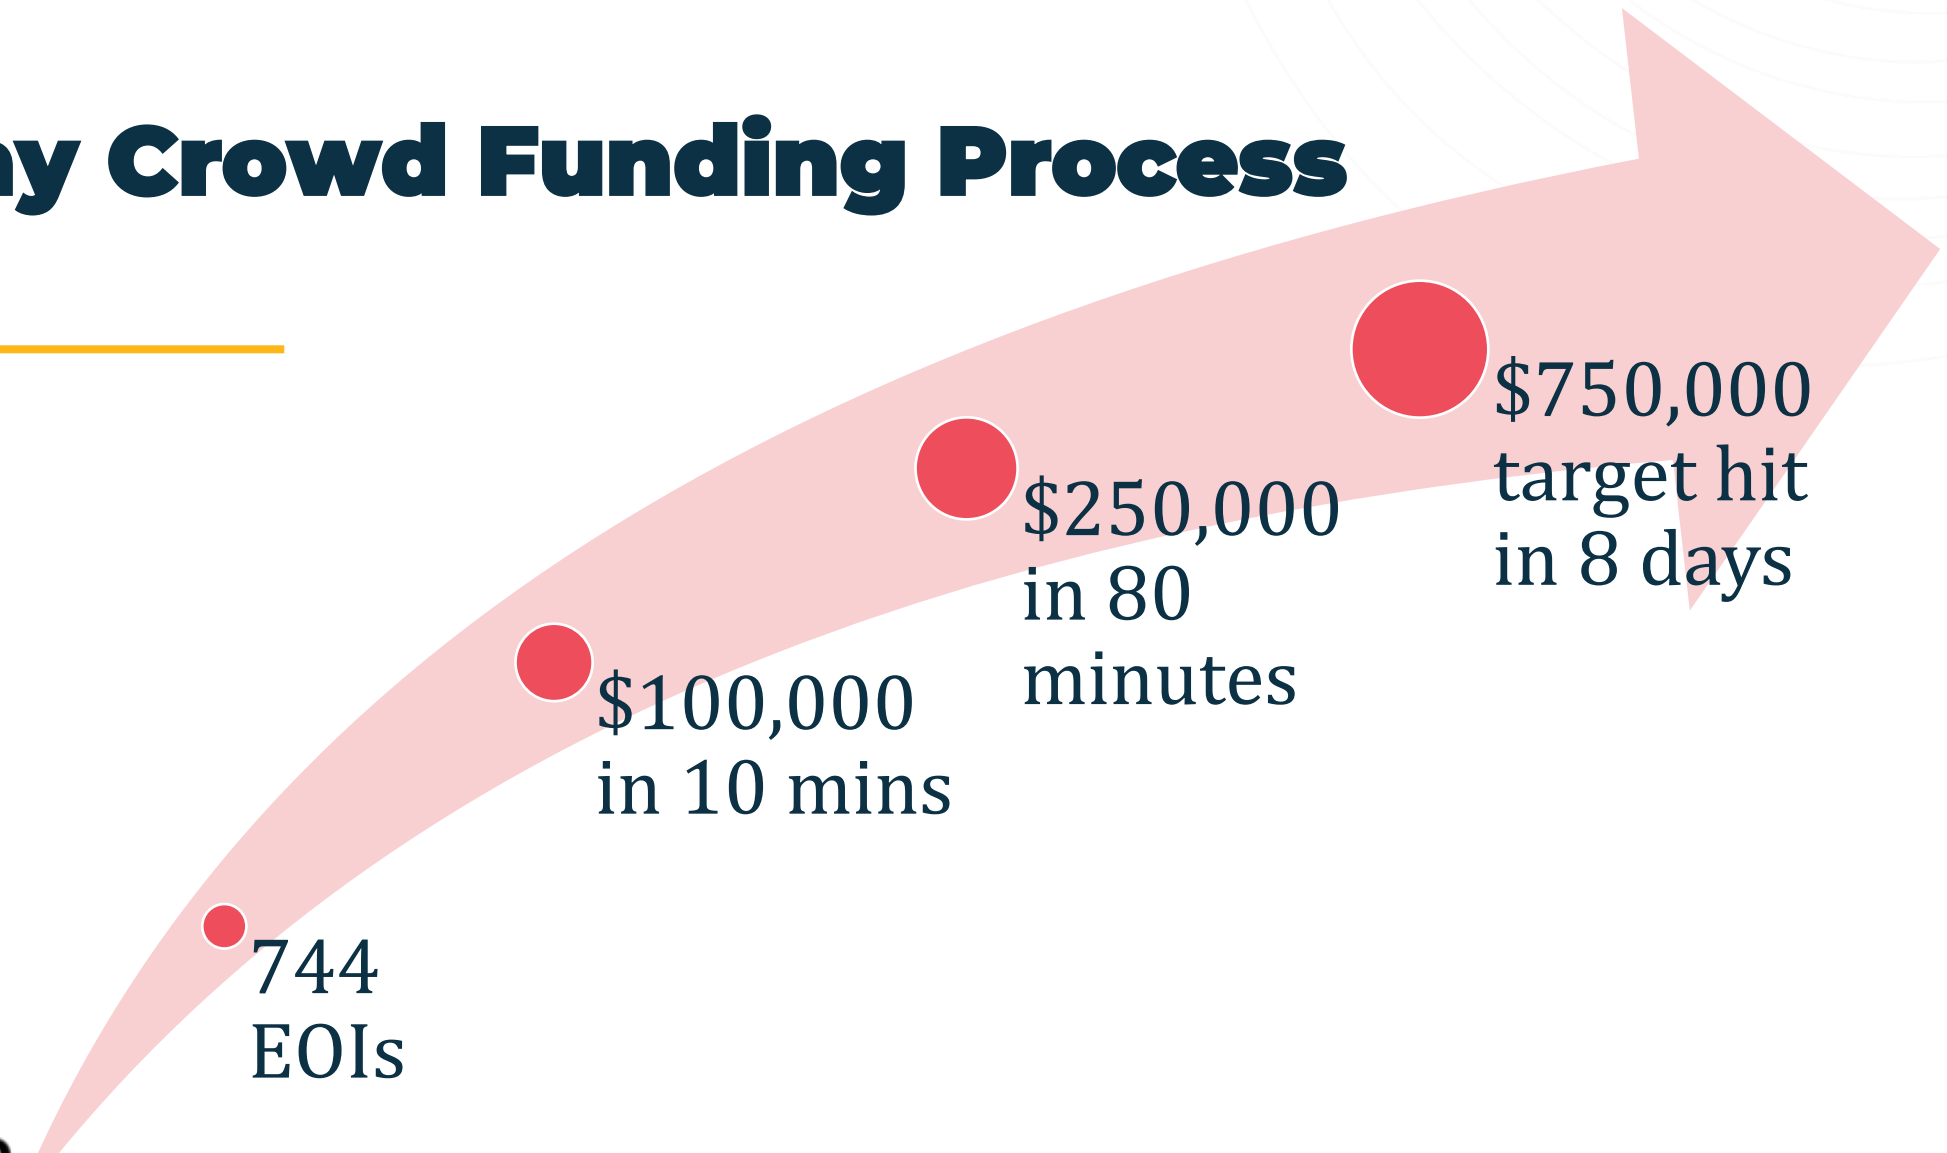 Crowd Funding Process
$750,000
target hit
in 8 days
$250,000
in 80
minutes
$100,000
in 10 mins
744
EOIs